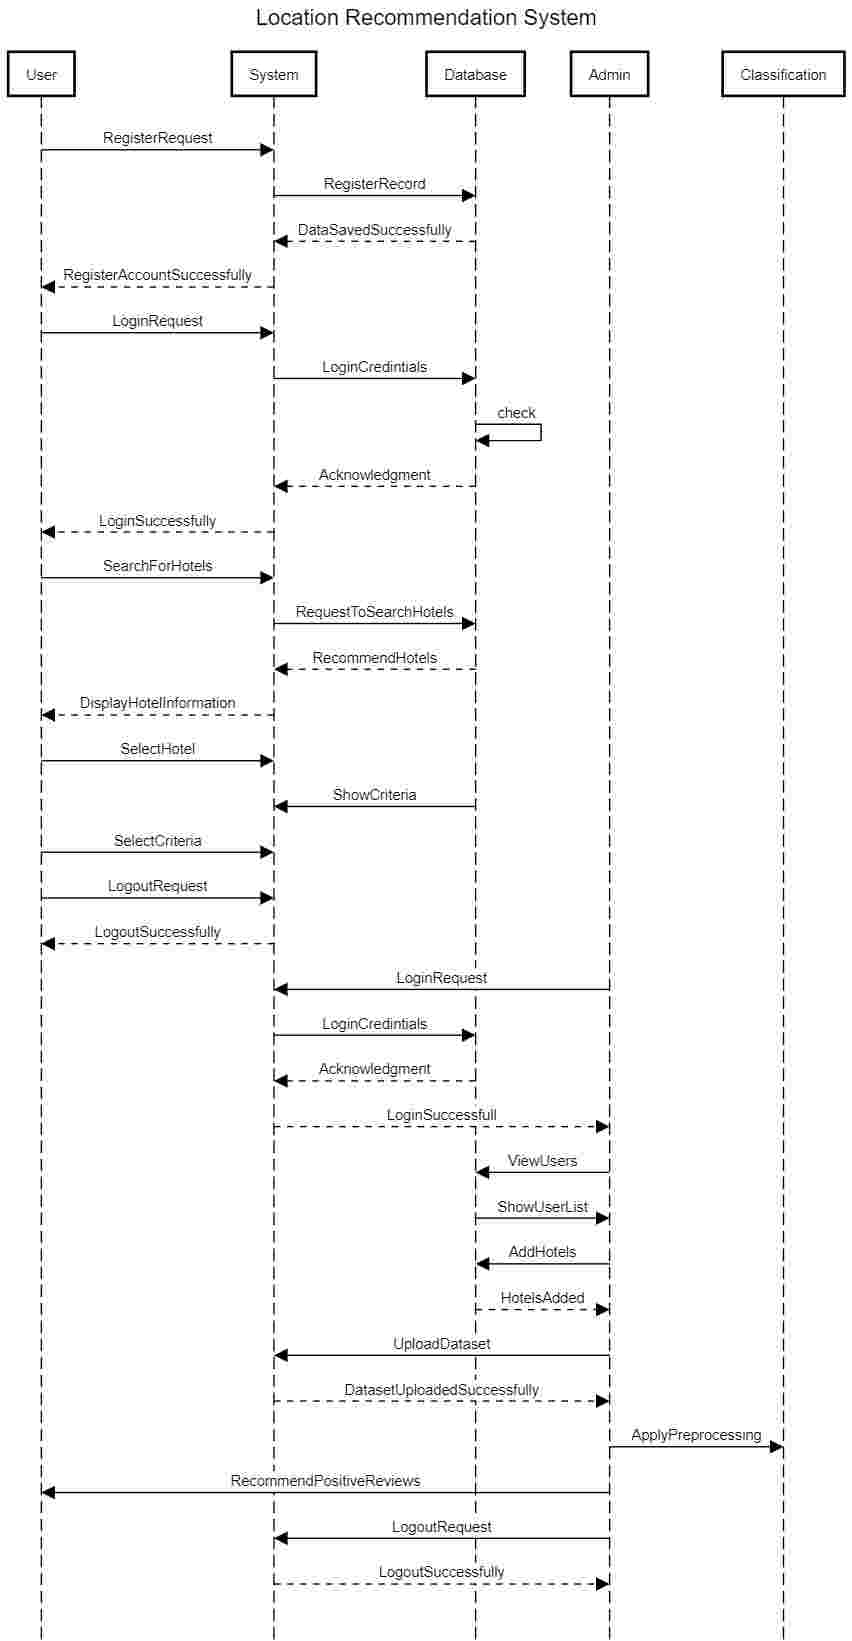 Location Recommendation System
User
System
Database
Admin
Classification
RegisterRequest
RegisterRecord
DataSavedSuccessfully
RegisterAccountSuccessfully
LoginRequest
LoginCredintials
check
Acknowledgment
LoginSuccessfully
SearchForHotels
RequestToSearchHotels
RecommendHotels
DisplayHotelInformation
SelectHotel
ShowCriteria
SelectCriteria
LogoutRequest
LogoutSuccessfully
LoginRequest
LoginCredintials
Acknowledgment
LoginSuccessfull
ViewUsers
ShowUserList
AddHotels
HotelsAdded
UploadDataset
DatasetUploadedSuccessfully
ApplyPreprocessing
RecommendPositiveReviews
LogoutRequest
LogoutSuccessfully